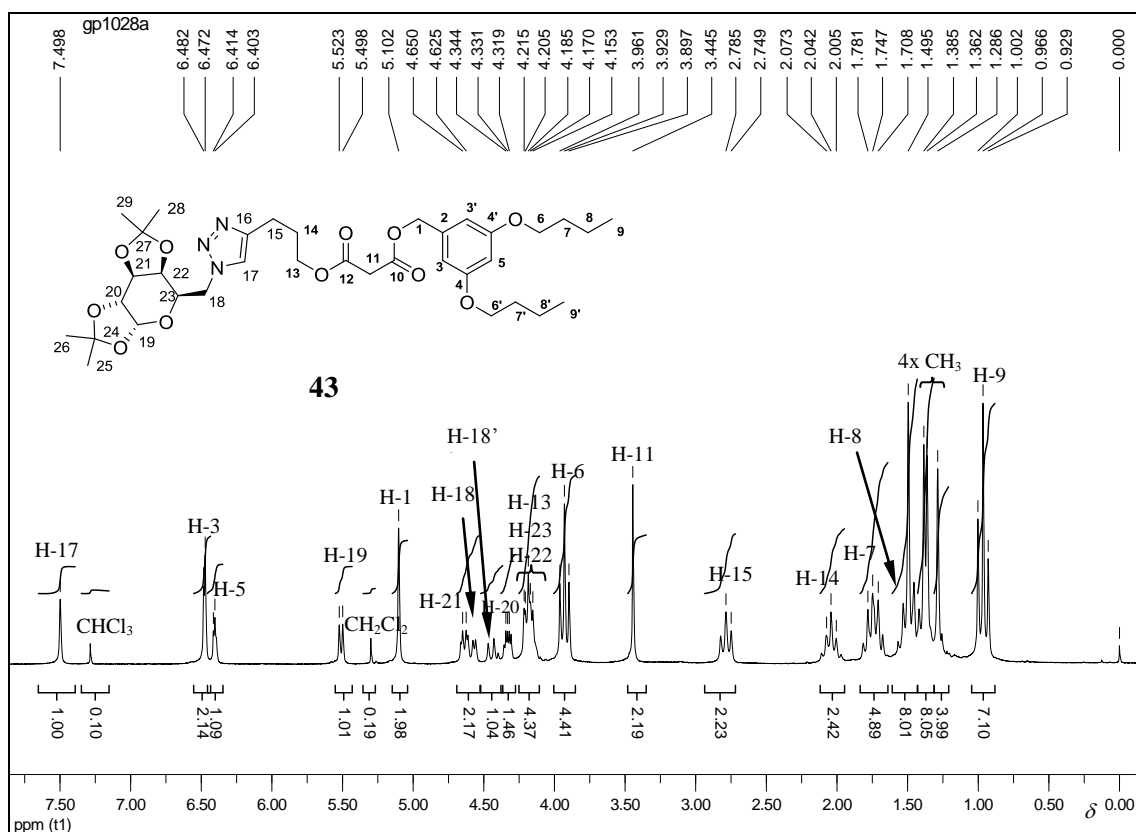 gp1028a
7.498
6.482
6.472
6.414
6.403
5.523
5.498
5.102
4.650
4.625
4.344
4.331
4.319
4.215
4.205
4.185
4.170
4.153
3.961
3.929
3.897
3.445
2.785
2.749
2.073
2.042
2.005
1.781
1.747
1.708
1.495
1.385
1.362
1.286
1.002
0.966
0.929
0.000
29
28
27
O
O
21
22
20
23
O
O
O
24
19
26
25
N
N
N
16
17
18
15
14
13
O
O
12
11
10
O
O
1
2
3'
4'
3
4
5
O
6
7
8
9
O
6'
7'
8'
9'
43
H-17
CHCl3
H-3
H-5
H-19
CH2Cl2
H-1
H-21
H-18
H-18’
H-20
H-13
H-23
H-22
H-6
H-11
H-15
H-14
H-7
H-8
4x CH3
H-9
1.00
0.10
2.14
1.09
1.01
0.19
1.98
2.17
1.04
1.46
4.37
4.41
2.19
2.23
2.42
4.89
8.01
8.05
3.99
7.10
7.50 7.00 6.50 6.00 5.50 5.00 4.50 4.00 3.50 3.00 2.50 2.00 1.50 1.00 0.50 δ 0.00
ppm (t1)